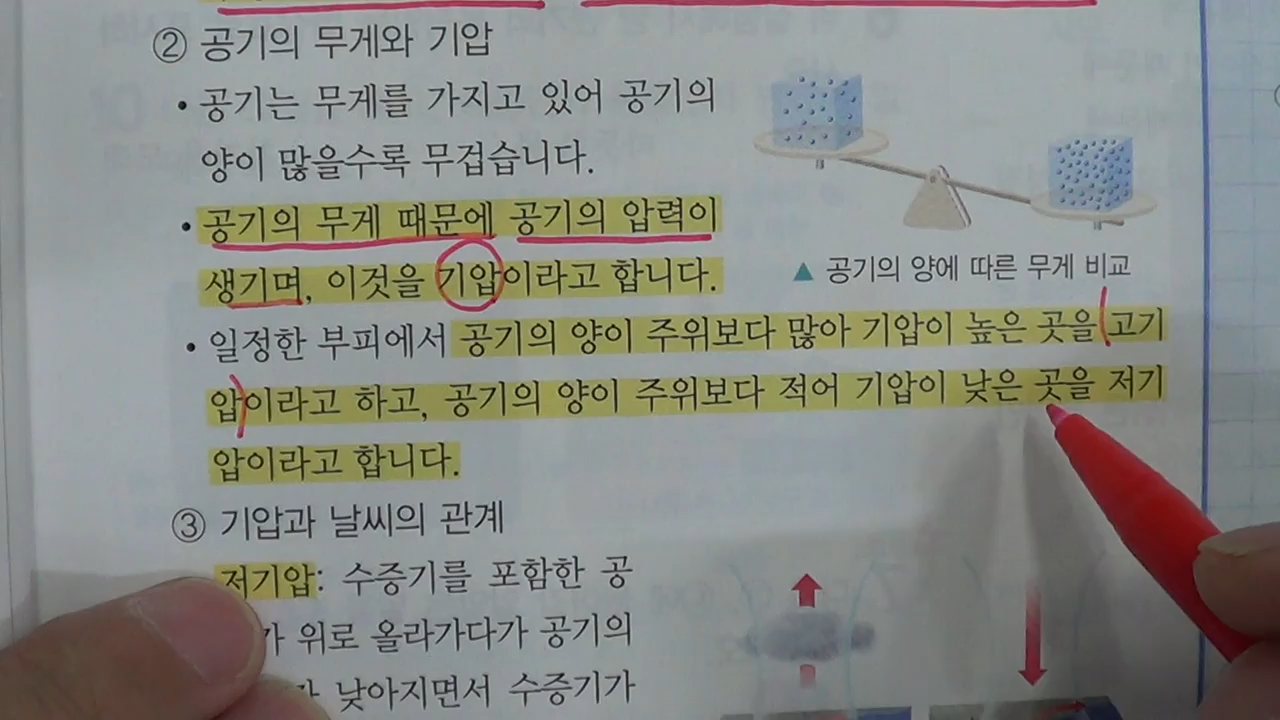 ② 공기의 무게와 기압
• 공기는 무게를 가지고 있어 공기의
양이 많을수록 무겁습니다.
• 공기의 무게 때문에 공기의 압력이
생기며, 이것을 기압이라고 합니다.
▲ 공기의 양에 따른 무게 비교
• 일정한 부피에서 공기의 양이 주위보다 많아 기압이 높은 곳을 고기
압이라고 하고, 공기의 양이 주위보다 적어 기압이 낮은 곳을 저기
압이라고 합니다.
③ 기압과 날씨의 관계
저기압: 수증기를 포함한 공
가 위로 올라가다가 공기의
낮아지면서 수증기가